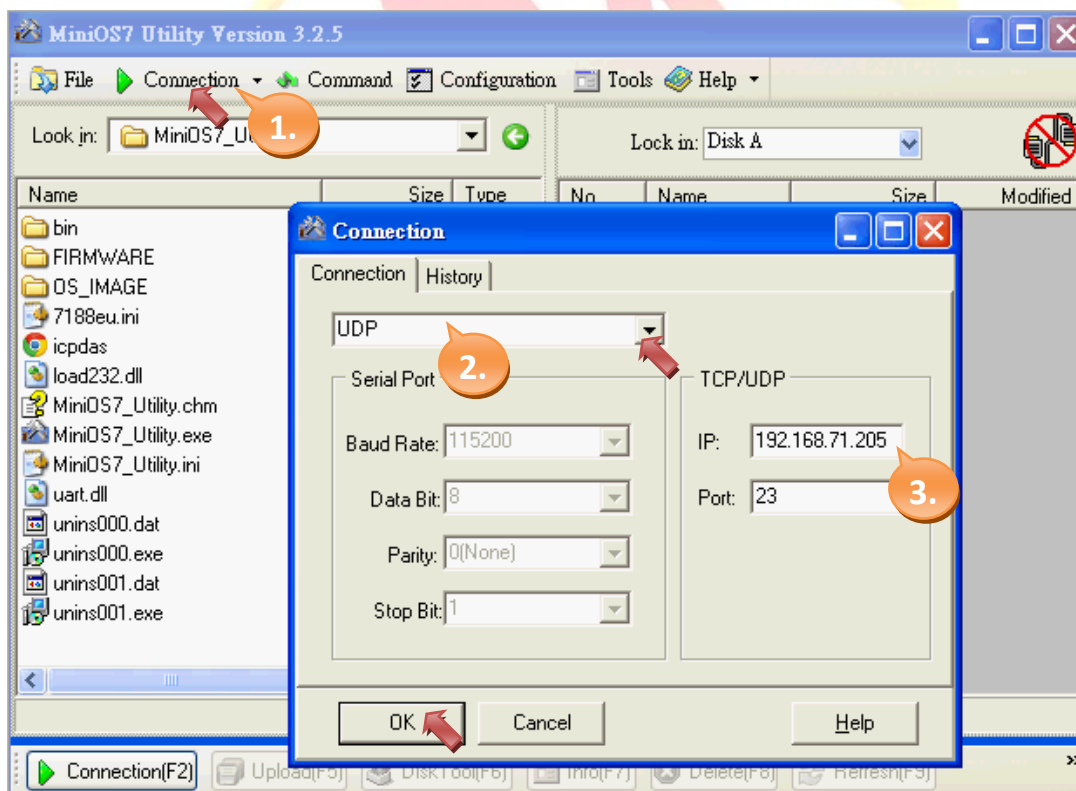 MiniOS7 Utility Version 3.2.5
File Connection Command Configuration Tools Help
1.
Look in: MiniOS7_Ut Lock in: Disk A
Name Size Type No Name Size Modified
bin
FIRMWARE
OS_IMAGE
7188eu.ini
icpdas
load232.dll
MiniOS7_Utility.chm
MiniOS7_Utility.exe
MiniOS7_Utility.ini
uart.dll
unins000.dat
unins000.exe
unins001.dat
unins001.exe
Connection
Connection History
UDP
2.
Serial Port TCP/UDP
Baud Rate: 115200 IP: 192.168.71.205
3.
Data Bit: 8 Port: 23
Parity: 0(None)
Stop Bit: 1
OK Cancel Help
Connection(F2) Upload(F5) DiskTool(F6) Info(F7) Delete(F8) Refresh(F9) »